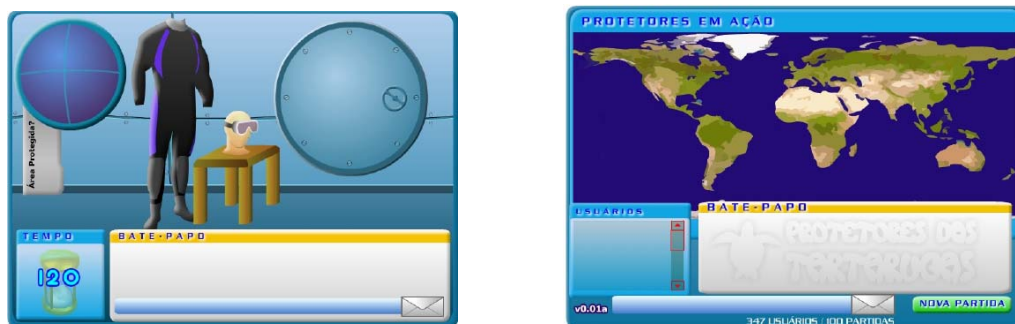 Área Protegida?
TEMPO
120
BATE-PAPO
PROTETORES EM AÇÃO
USUÁRIOS
BATE-PAPO
PROTETORES DAS
TARTARUGAS
v0.01a
NOVA PARTIDA
347 USUÁRIOS / 100 PARTIDAS